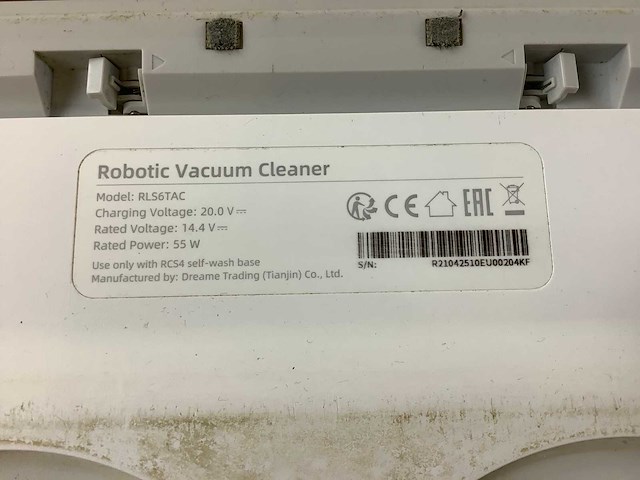 Robotic Vacuum Cleaner
Model: RLS6TAC
Charging Voltage: 20.0 V⎓
Rated Voltage: 14.4 V⎓
Rated Power: 55 W
Use only with RCS4 self-wash base
Manufactured by: Dreame Trading (Tianjin) Co., Ltd.
CE EAC
S/N: R21042510EU00204KF